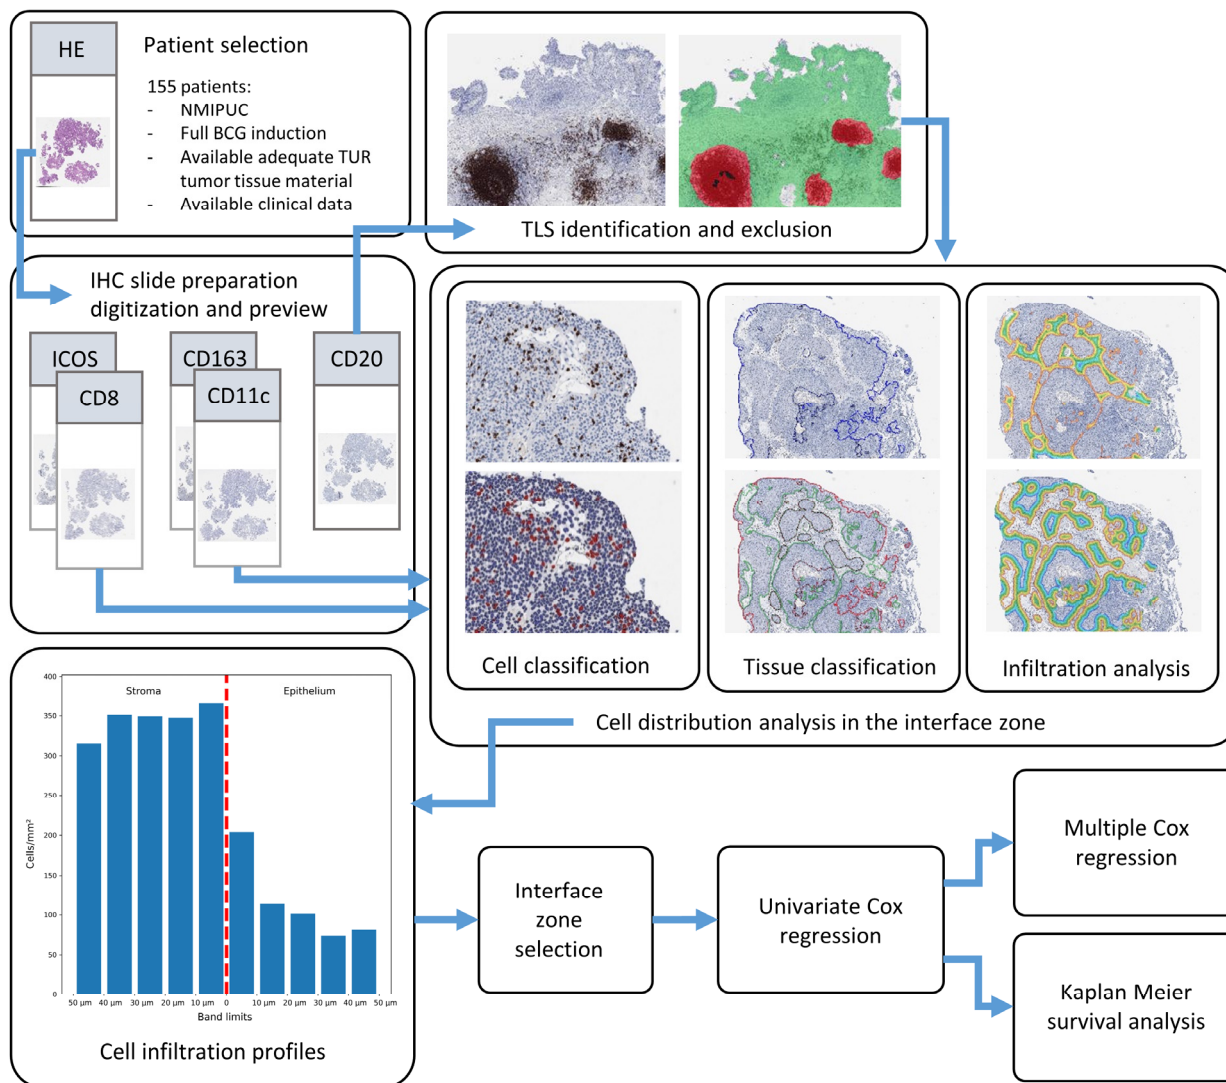 HE
Patient selection
155 patients:
- NMIPUC
- Full BCG induction
- Available adequate TUR
tumor tissue material
- Available clinical data
TLS identification and exclusion
IHC slide preparation
digitization and preview
ICOS
CD8
CD163
CD11c
CD20
Cell classification
Tissue classification
Infiltration analysis
Cell distribution analysis in the interface zone
Stroma
Epithelium
400
350
300
250
200
150
100
50
0
Cells/mm²
50 µm 40 µm 30 µm 20 µm 10 µm 0 10 µm 20 µm 30 µm 40 µm 50 µm
Band limits
Cell infiltration profiles
Interface
zone
selection
Univariate Cox
regression
Multiple Cox
regression
Kaplan Meier
survival analysis